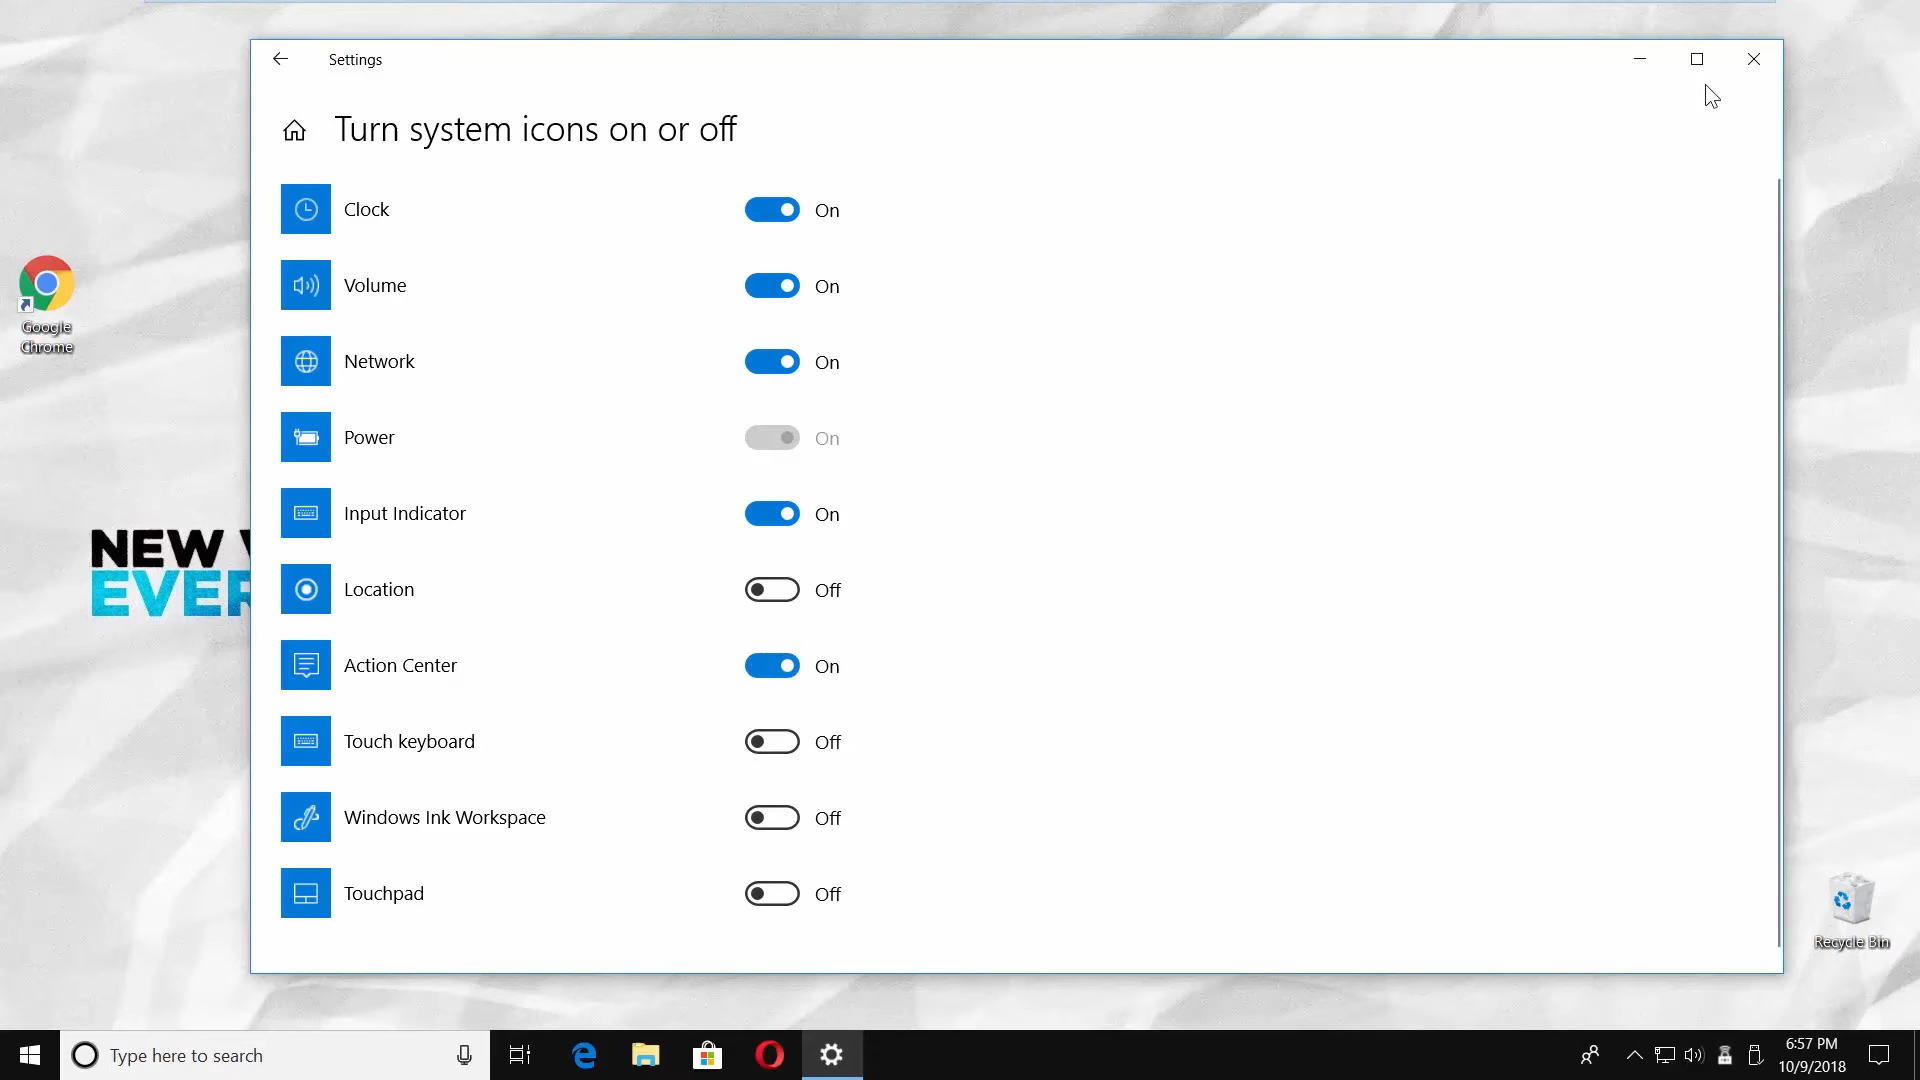 Settings
Turn system icons on or off
Clock
On
Volume
On
Network
On
Power
On
Input Indicator
On
Location
Off
Action Center
On
Touch keyboard
Off
Windows Ink Workspace
Off
Touchpad
Off
Google
Chrome
NEW
EVER
Recycle Bin
Type here to search
6:57 PM
10/9/2018